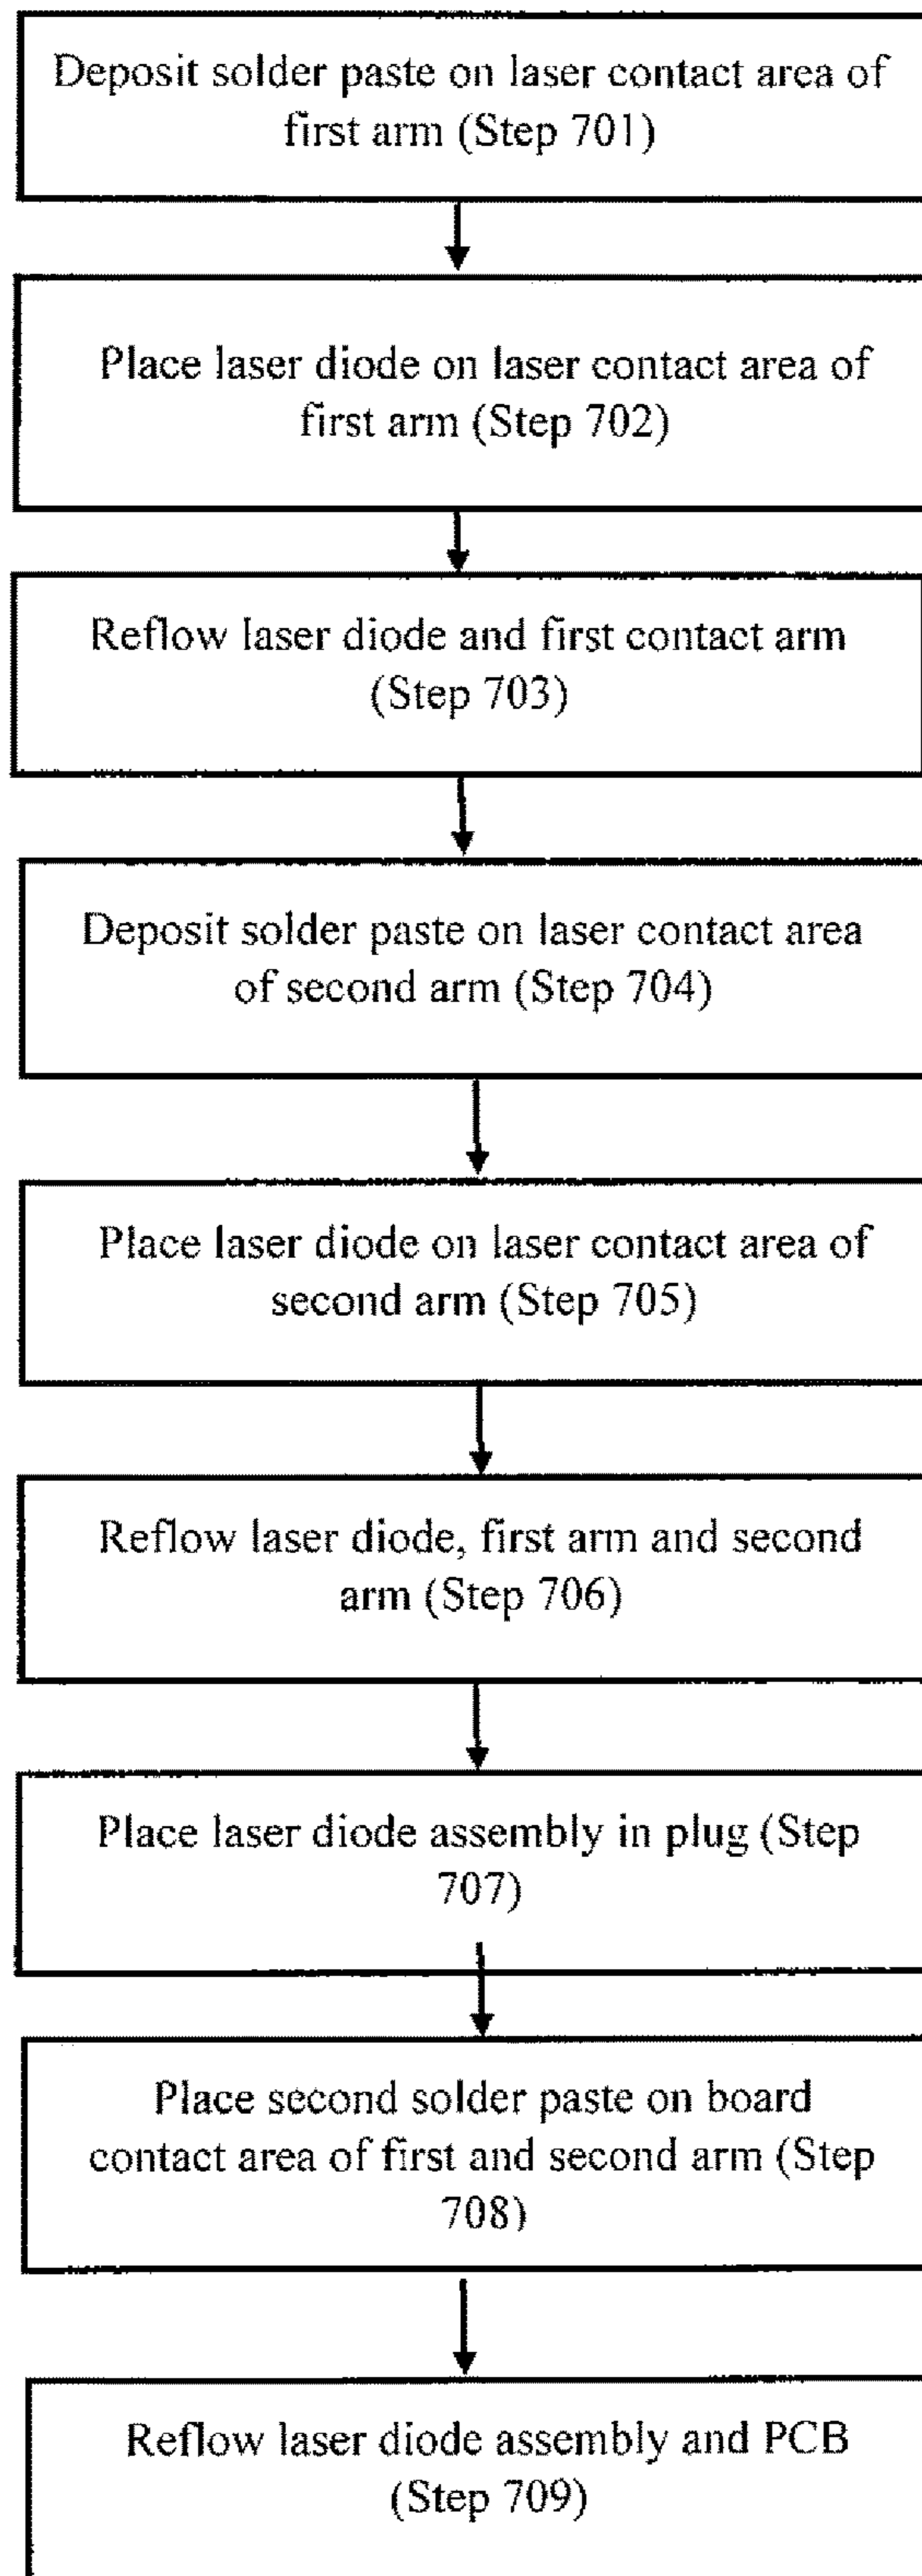 Deposit solder paste on laser contact area of
first arm (Step 701)
Place laser diode on laser contact area of
first arm (Step 702)
Reflow laser diode and first contact arm
(Step 703)
Deposit solder paste on laser contact area
of second arm (Step 704)
Place laser diode on laser contact area of
second arm (Step 705)
Reflow laser diode, first arm and second
arm (Step 706)
Place laser diode assembly in plug (Step
707)
Place second solder paste on board
contact area of first and second arm (Step
708)
Reflow laser diode assembly and PCB
(Step 709)